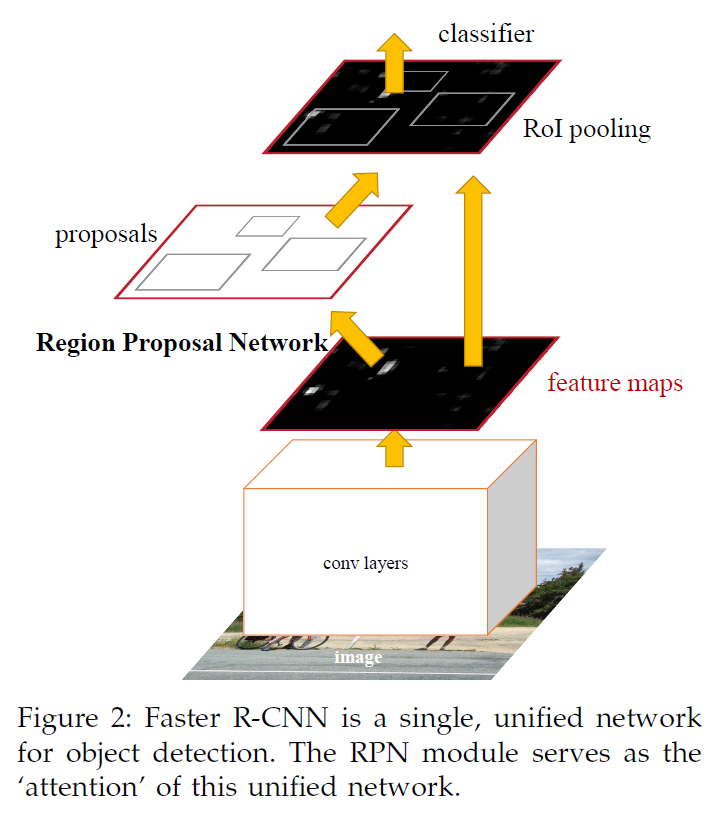 classifier
RoI pooling
proposals
Region Proposal Network
feature maps
conv layers
image
Figure 2: Faster R-CNN is a single, unified network
for object detection. The RPN module serves as the
‘attention’ of this unified network.